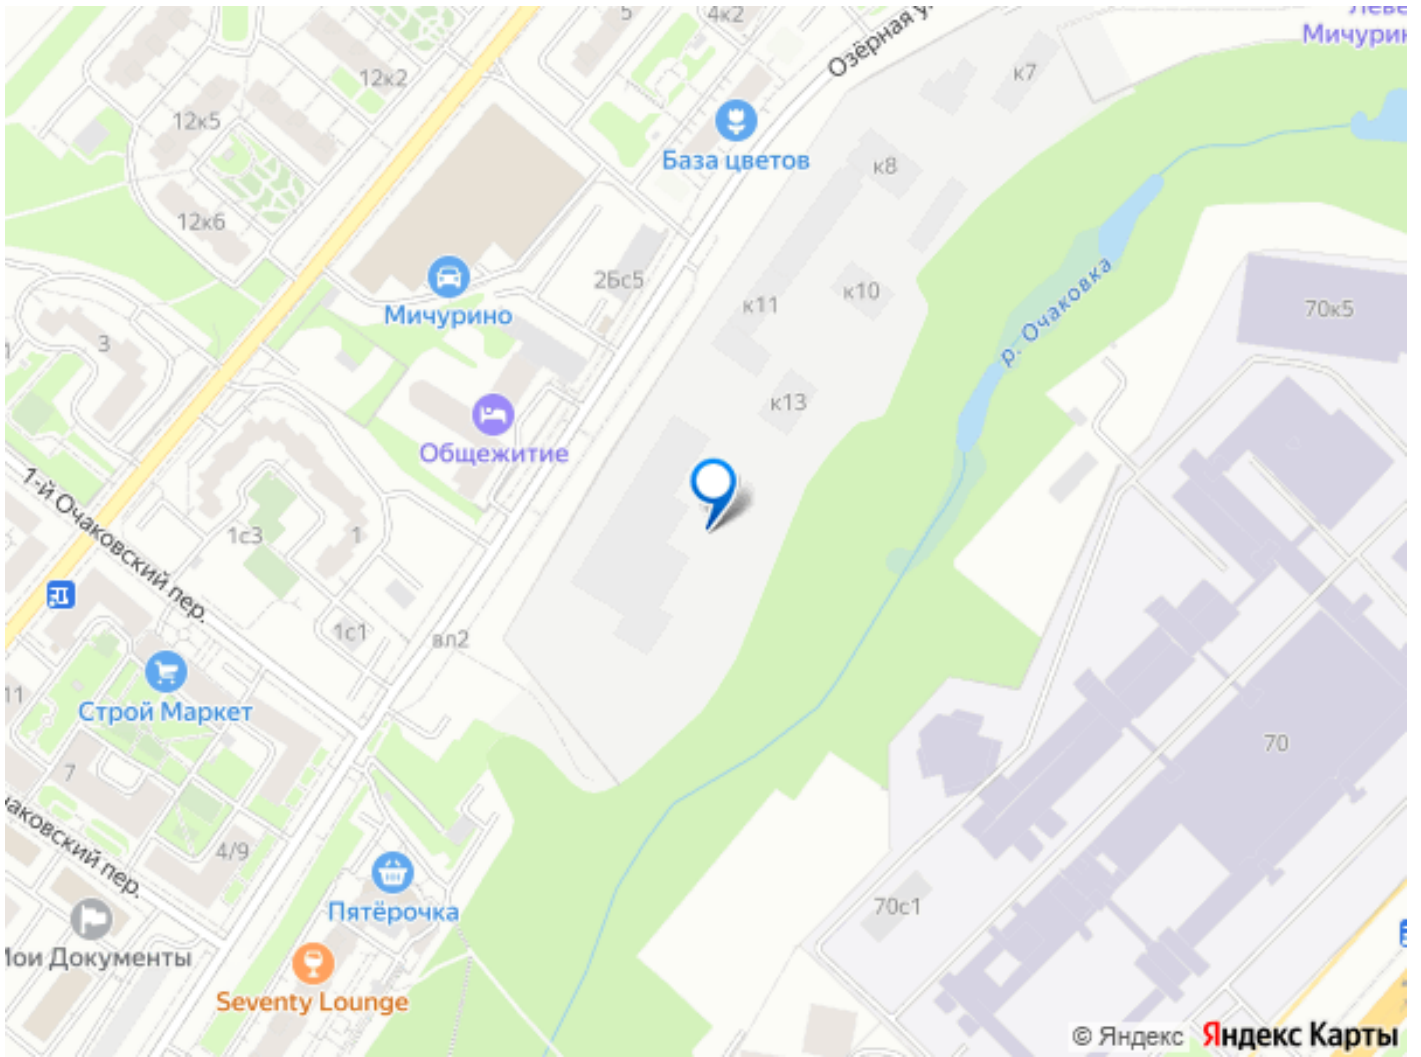 5
4к2
Озёрная у
Мичурин
12к2
к7
12к5
База цветов
к8
12к6
2Бс5
р. Очаковка
к10
к11
70к5
Мичурино
3
к13
Общежитие
1-й Очаковский пер.
1с3
1
1с1
вл2
11
Строй Маркет
70
7
чаковский пер.
4/9
Пятёрочка
70с1
Мои Документы
Seventy Lounge
© Яндекс Яндекс Карты